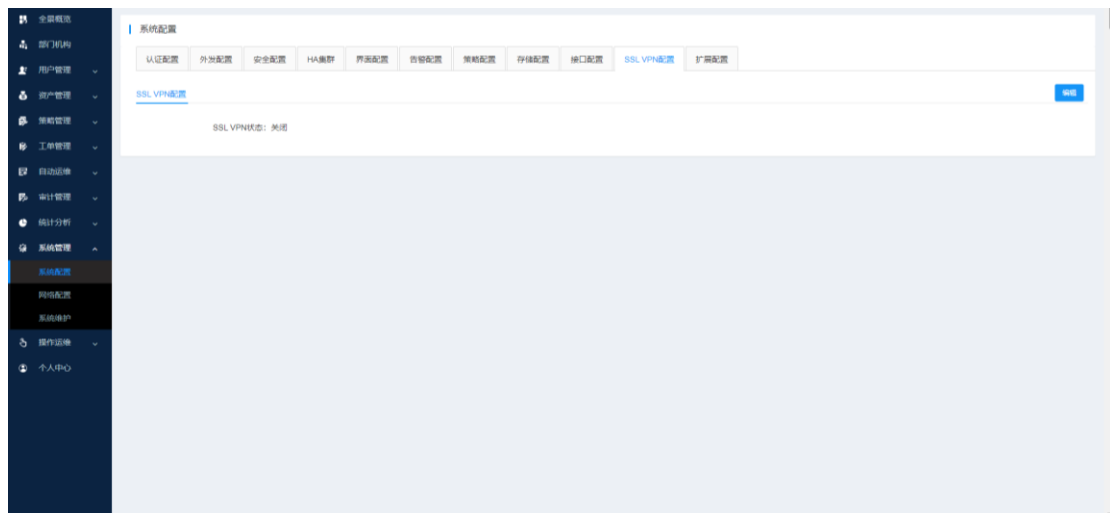 全景概览
部门机构
用户管理
资产管理
策略管理
工单管理
自动运维
审计管理
统计分析
系统管理
系统配置
网络配置
系统维护
操作运维
个人中心
系统配置
认证配置 外发配置 安全配置 HA集群 界面配置 告警配置 策略配置 存储配置 接口配置 SSL VPN配置 扩展配置
SSL VPN配置 编辑
SSL VPN状态：关闭